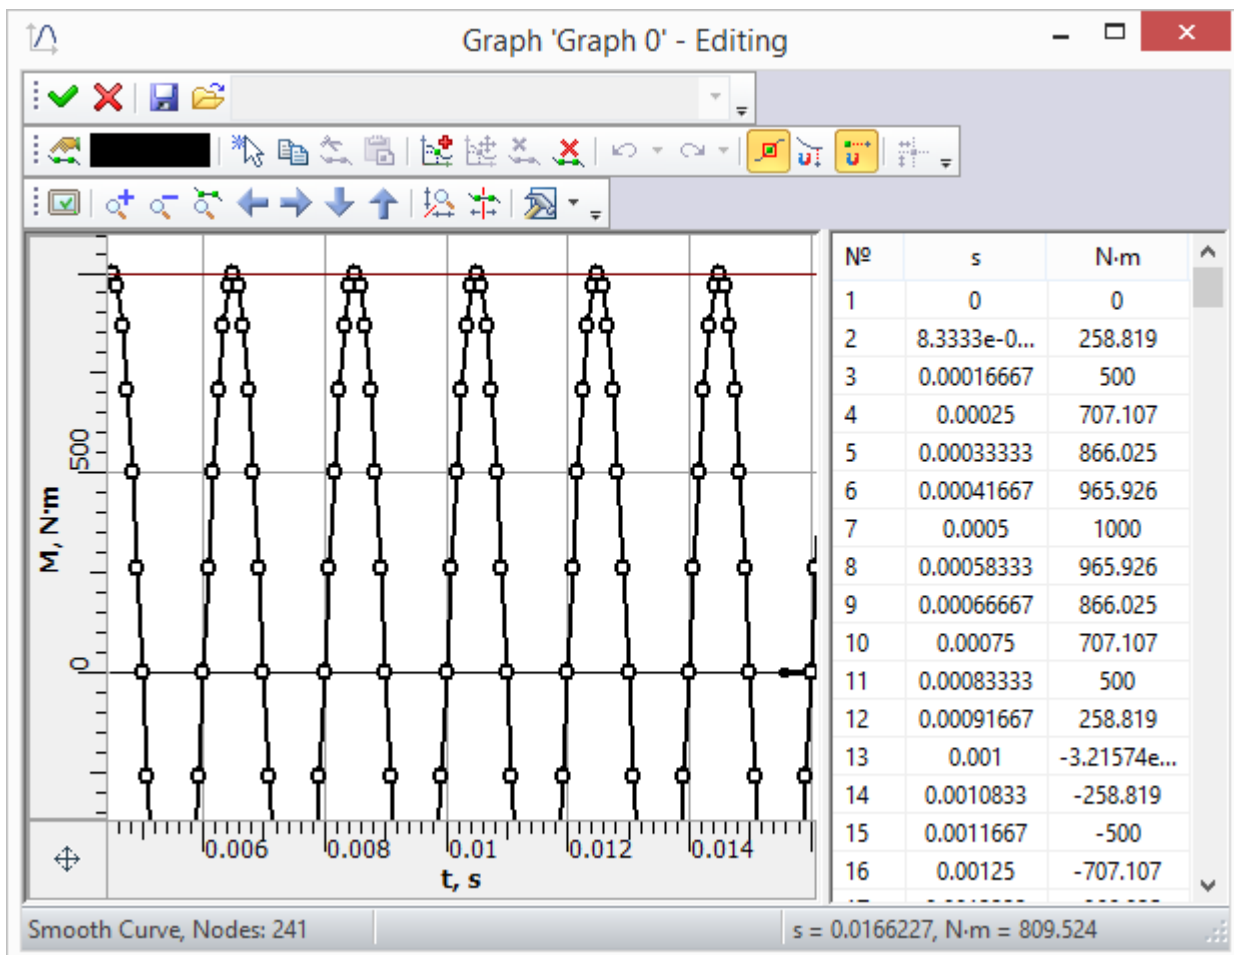 Graph 'Graph 0' - Editing
Nº s N·m
1 0 0
2 8.3333e-0... 258.819
3 0.00016667 500
4 0.00025 707.107
5 0.00033333 866.025
6 0.00041667 965.926
7 0.0005 1000
8 0.00058333 965.926
9 0.00066667 866.025
10 0.00075 707.107
11 0.00083333 500
12 0.00091667 258.819
13 0.001 -3.21574e...
14 0.0010833 -258.819
15 0.0011667 -500
16 0.00125 -707.107
500
M, N·m
0
0.006 0.008 0.01 0.012 0.014
t, s
Smooth Curve, Nodes: 241
s = 0.0166227, N·m = 809.524